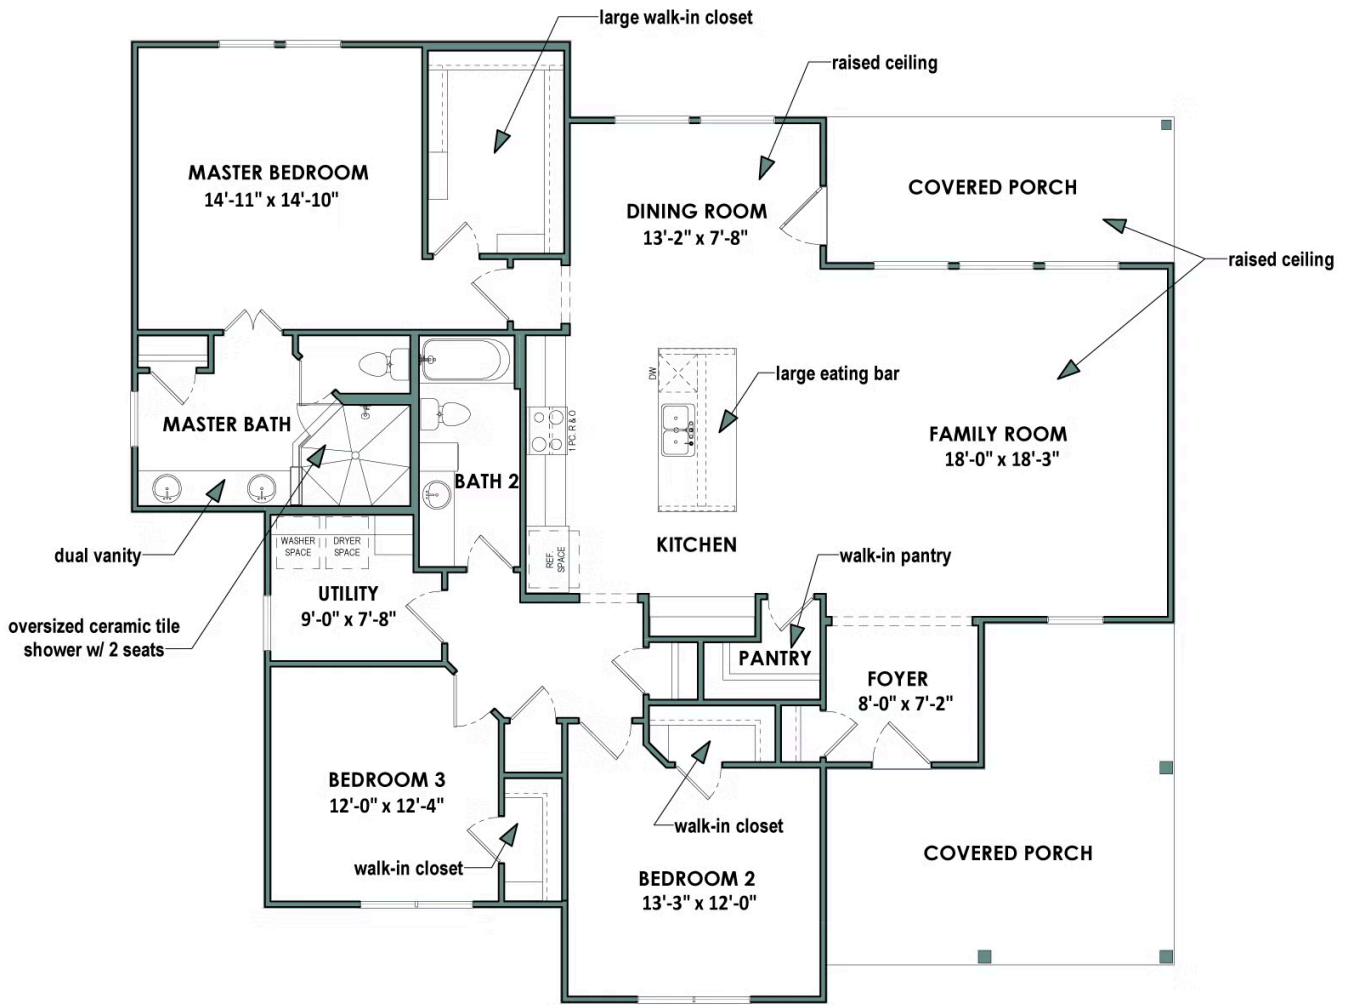 large walk-in closet
raised ceiling
MASTER BEDROOM
14'-11" x 14'-10"
COVERED PORCH
DINING ROOM
13'-2" x 7'-8"
raised ceiling
DW
large eating bar
1 PC. R & O
MASTER BATH
FAMILY ROOM
18'-0" x 18'-3"
BATH 2
WASHER
SPACE
DRYER
SPACE
REF.
SPACE
KITCHEN
dual vanity
walk-in pantry
UTILITY
9'-0" x 7'-8"
oversized ceramic tile
shower w/ 2 seats
PANTRY
FOYER
8'-0" x 7'-2"
BEDROOM 3
12'-0" x 12'-4"
walk-in closet
walk-in closet
COVERED PORCH
BEDROOM 2
13'-3" x 12'-0"